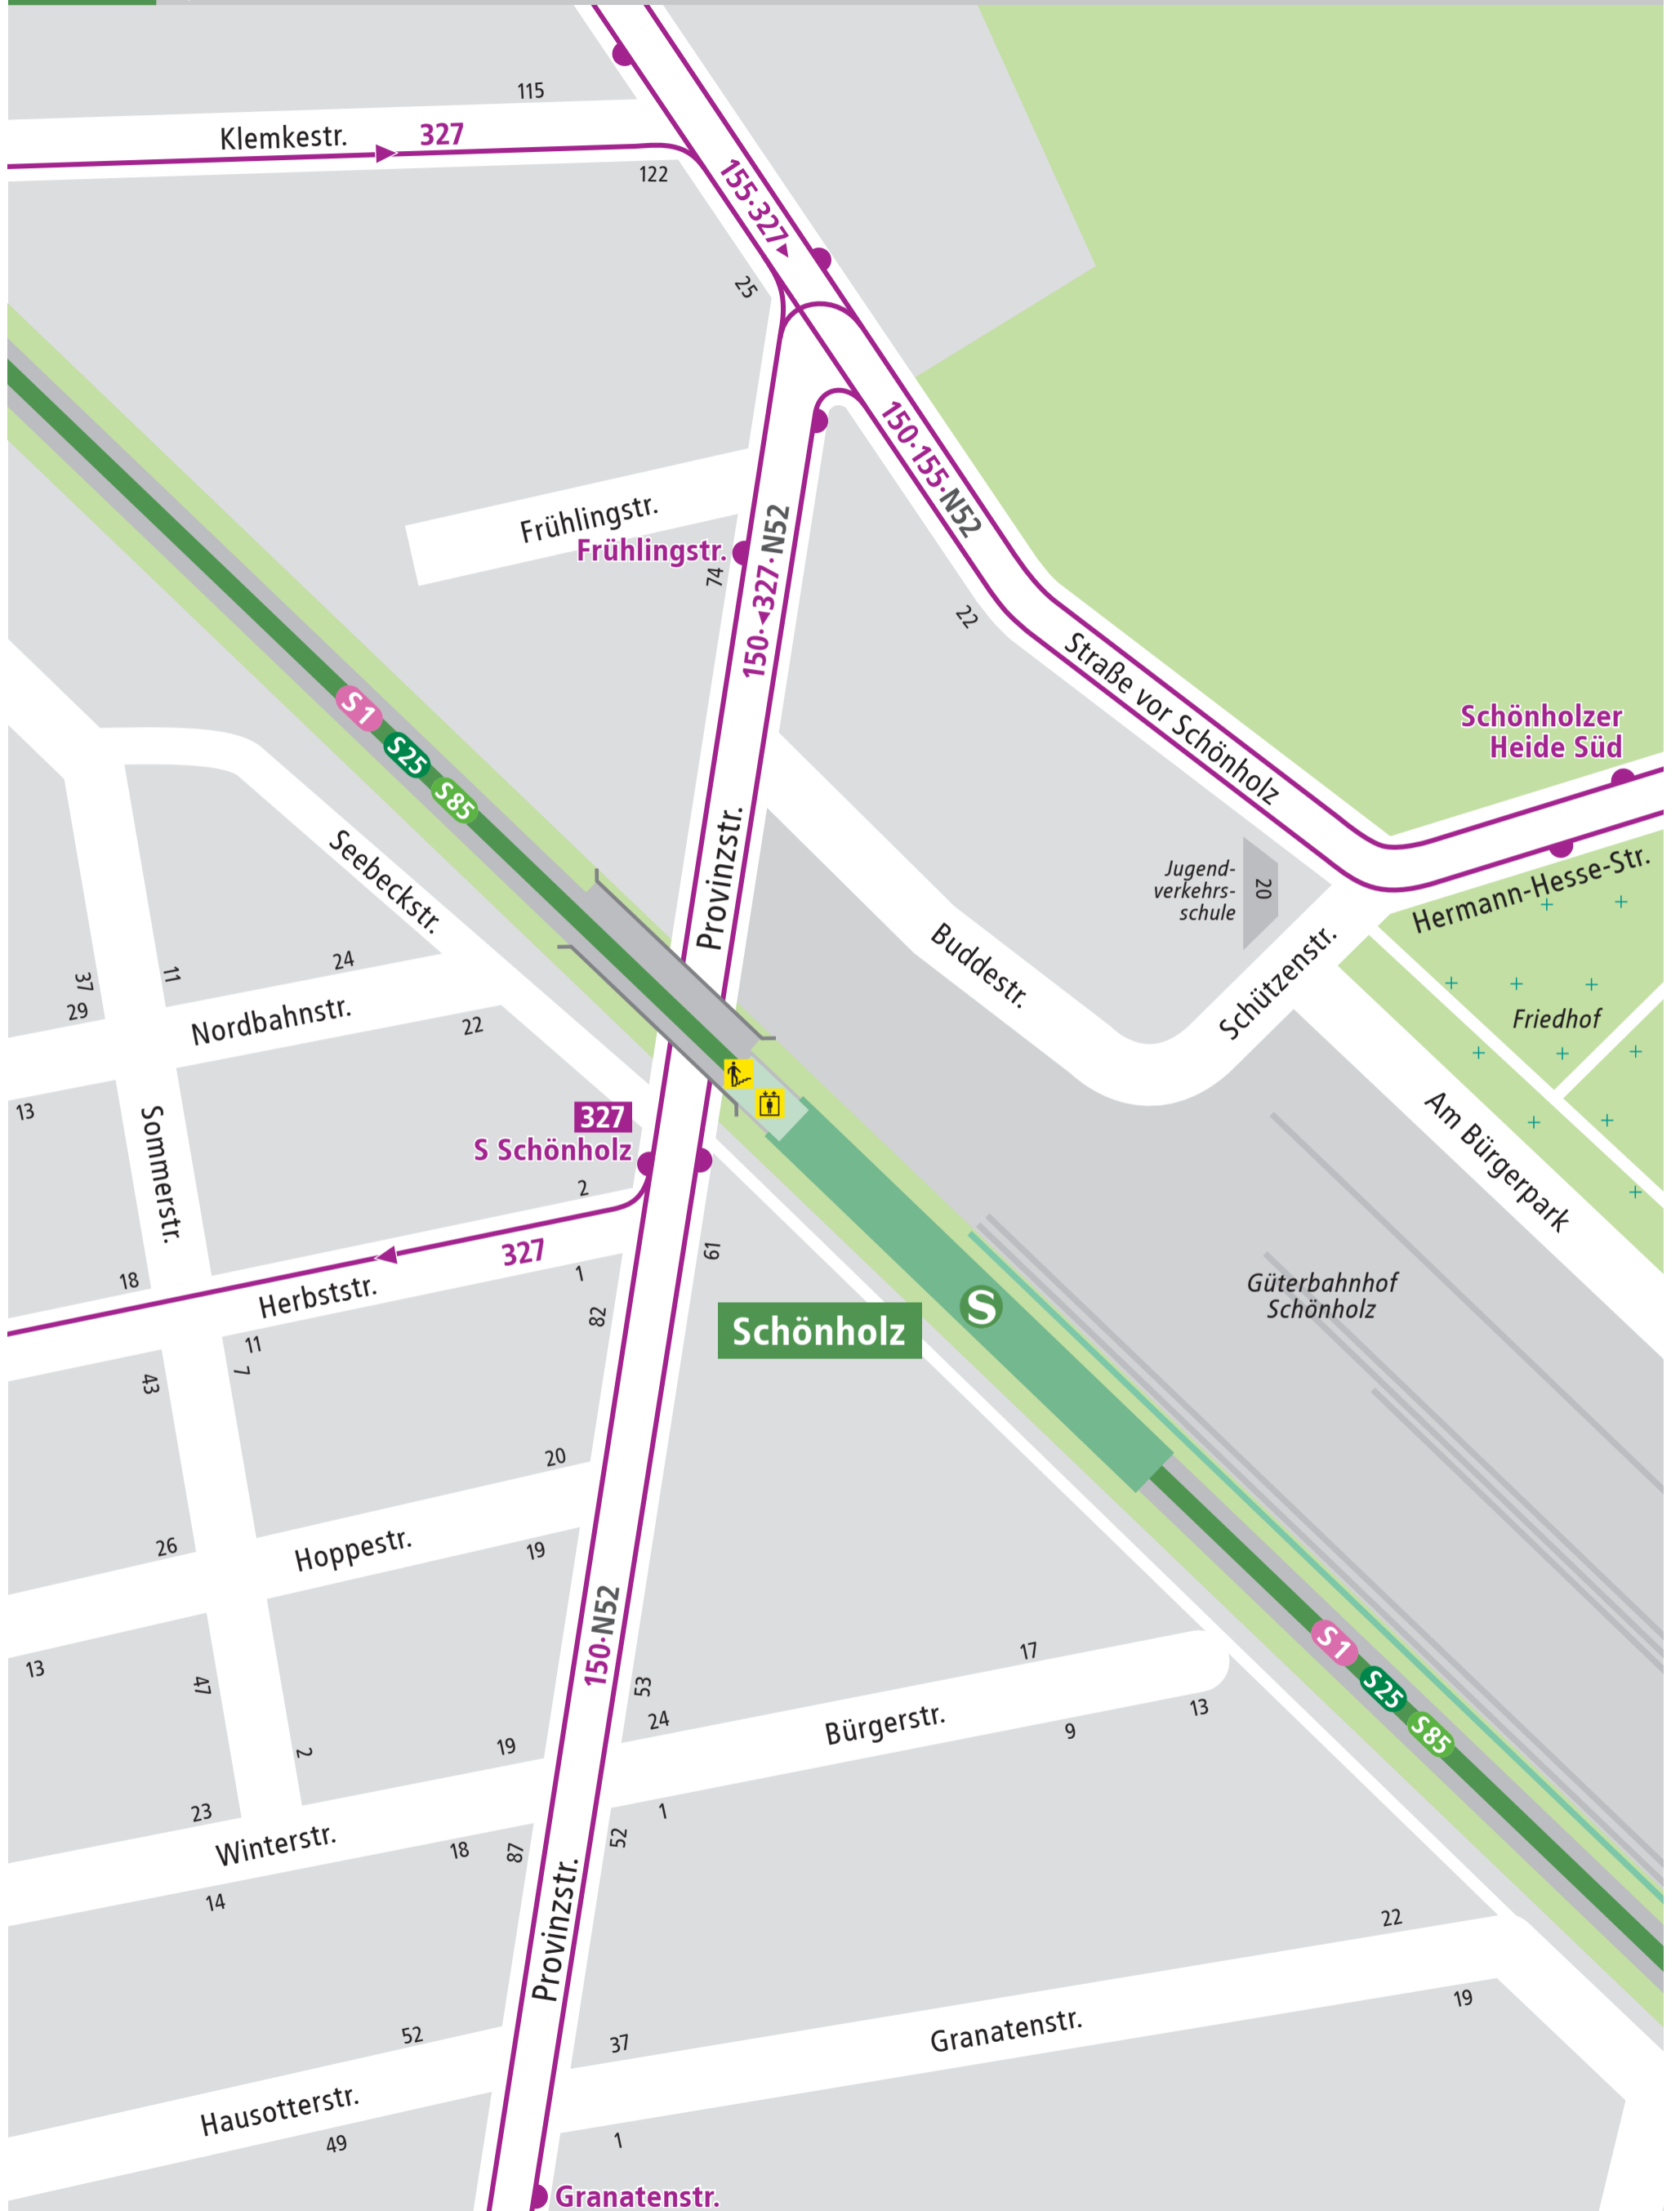 115
Klemkestr.
327
122
155·327
25
150·155·N52
Frühlingstr.
Frühlingstr.
74
150·327·N52
22
Straße vor Schönholz
Schönholzer
Heide Süd
S1
S25
S85
Provinzstr.
Seebeckstr.
Jugend-
verkehrs-
schule
20
Hermann-Hesse-Str.
Buddestr.
Schützenstr.
Friedhof
37
11
24
29
Nordbahnstr.
22
13
Sommerstr.
327
S Schönholz
Am Bürgerpark
2
327
61
18
1
Herbststr.
82
Güterbahnhof
Schönholz
S
Schönholz
11
7
43
20
26
Hoppestr.
19
150·N52
13
47
53
17
S1
S25
S85
24
Bürgerstr.
13
9
2
19
23
1
Winterstr.
18
87
52
14
Provinzstr.
22
19
52
37
Granatenstr.
Hausotterstr.
49
1
Granatenstr.